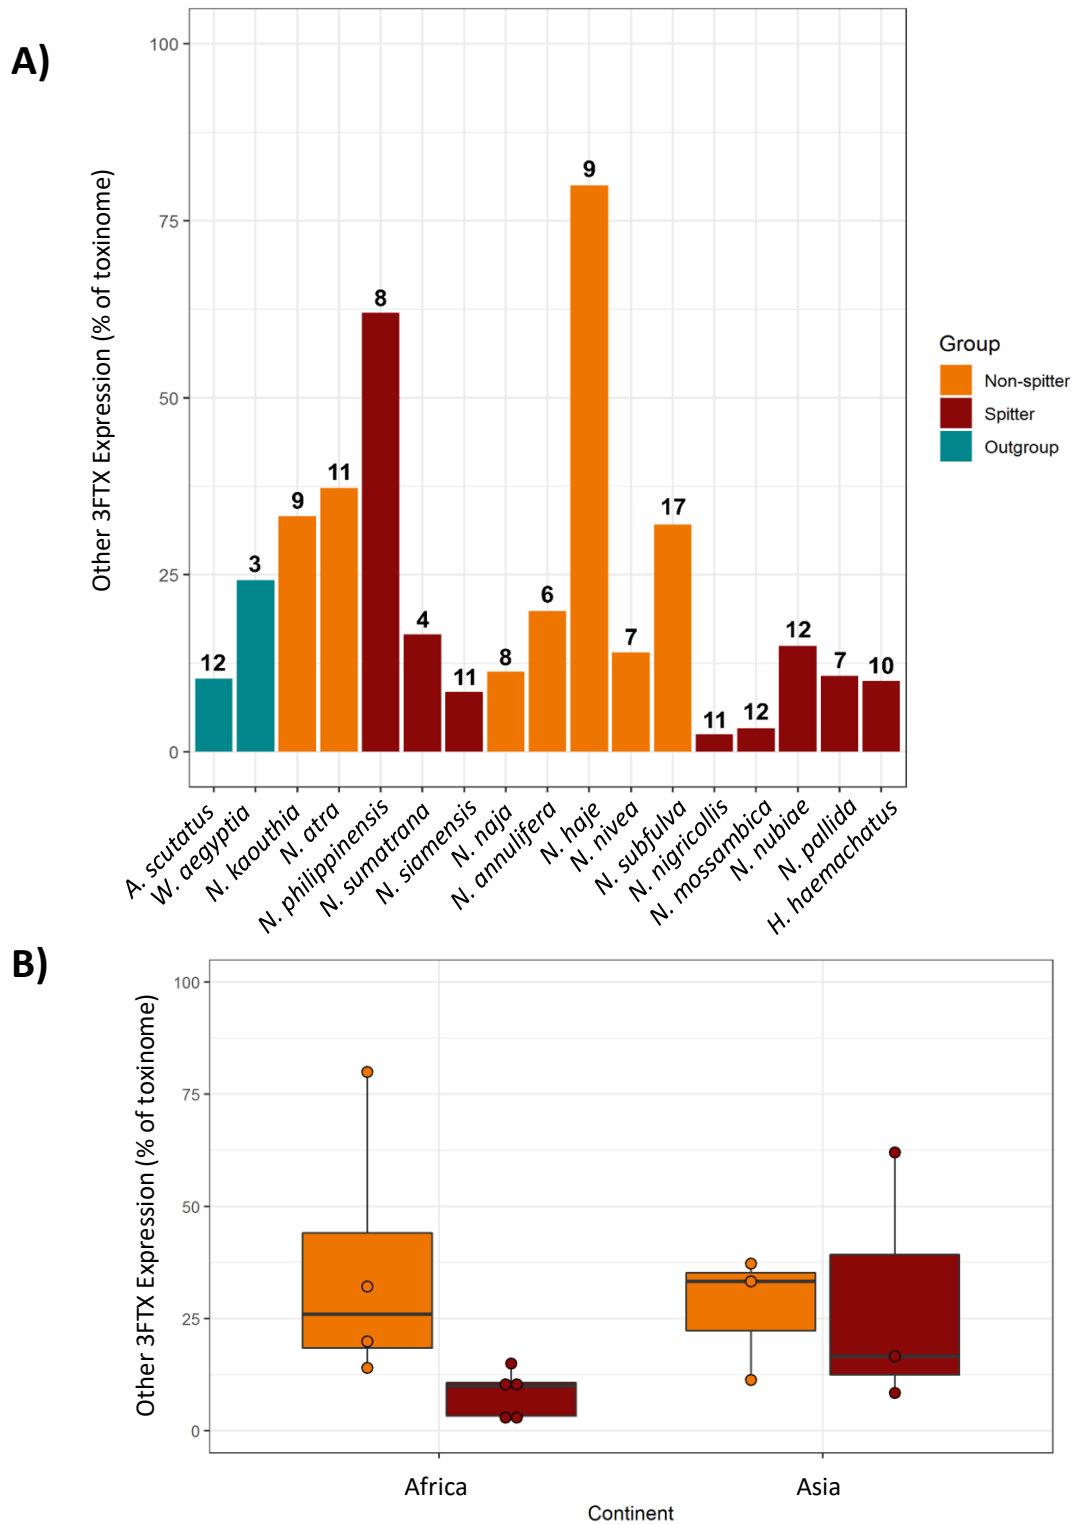 A)
Other 3FTX Expression (% of toxinome)
100
75
50
25
0
12
3
9
11
8
4
11
8
6
9
7
17
11
12
12
7
10
A. scutatus
W. aegyptia
N. kaouthia
N. atra
N. philippinensis
N. sumatrana
N. siamensis
N. naja
N. annulifera
N. haje
N. nivea
N. subfulva
N. nigricollis
N. mossambica
N. nubiae
N. pallida
H. haemachatus
Group
Non-spitter
Spitter
Outgroup
B)
Other 3FTX Expression (% of toxinome)
100
75
50
25
0
Africa
Asia
Continent